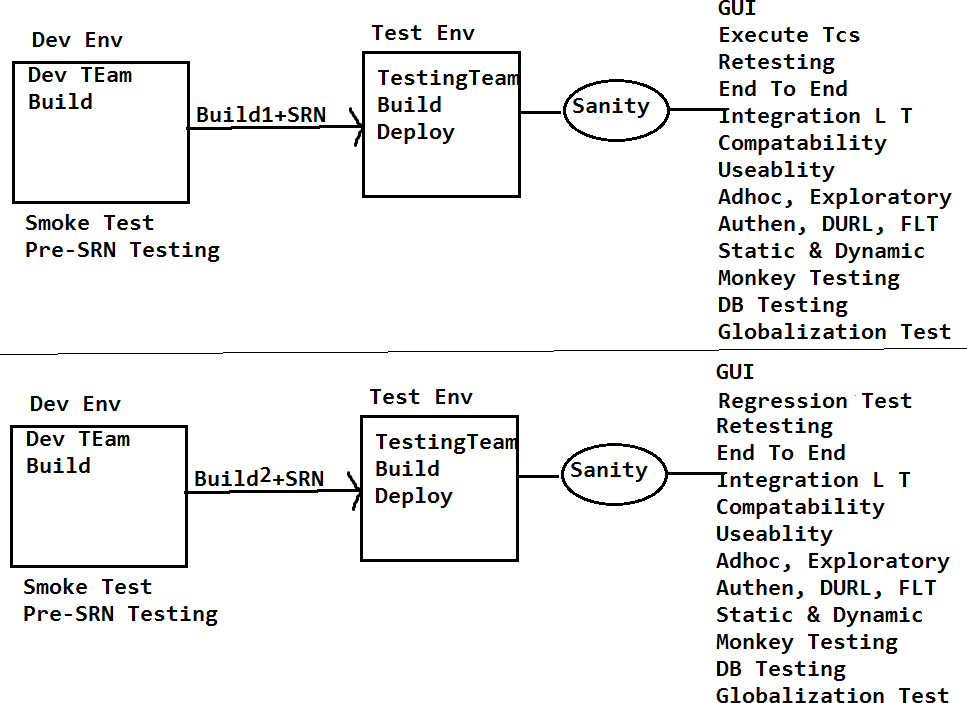 Dev Env
Dev TEam
Build
Smoke Test
Pre-SRN Testing
Build1+SRN
Test Env
TestingTeam
Build
Deploy
Sanity
GUI
Execute Tcs
Retesting
End To End
Integration L T
Compatability
Useablity
Adhoc, Exploratory
Authen, DURL, FLT
Static & Dynamic
Monkey Testing
DB Testing
Globalization Test
Dev Env
Dev TEam
Build
Smoke Test
Pre-SRN Testing
Build2+SRN
Test Env
TestingTeam
Build
Deploy
Sanity
GUI
Regression Test
Retesting
End To End
Integration L T
Compatability
Useablity
Adhoc, Exploratory
Authen, DURL, FLT
Static & Dynamic
Monkey Testing
DB Testing
Globalization Test